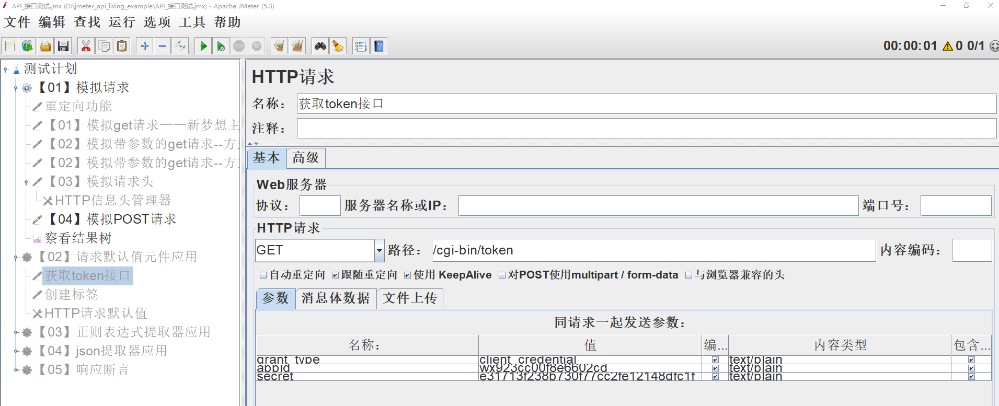 API_接口测试.jmx (D:\jmeter_api_living_example\API_接口测试.jmx) - Apache JMeter (5.3)
文件 编辑 查找 运行 选项 工具 帮助
00:00:01 0 0/1
测试计划
【01】模拟请求
重定向功能
【01】模拟get请求——新梦想主
【02】模拟带参数的get请求--方
【02】模拟带参数的get请求--方
【03】模拟请求头
HTTP信息头管理器
【04】模拟POST请求
察看结果树
【02】请求默认值元件应用
获取token接口
创建标签
HTTP请求默认值
【03】正则表达式提取器应用
【04】json提取器应用
【05】响应断言
HTTP请求
名称： 获取token接口
注释：
基本 高级
Web服务器
协议： 服务器名称或IP： 端口号：
HTTP请求
GET 路径： /cgi-bin/token 内容编码：
自动重定向 跟随重定向 使用 KeepAlive 对POST使用multipart / form-data 与浏览器兼容的头
参数 消息体数据 文件上传
同请求一起发送参数：
名称： 值 编... 内容类型 包含...
grant_type client_credential text/plain
appid wx923cc00f8e6602cd text/plain
secret e31713f238b730f77cc2fe12148dfc1f text/plain